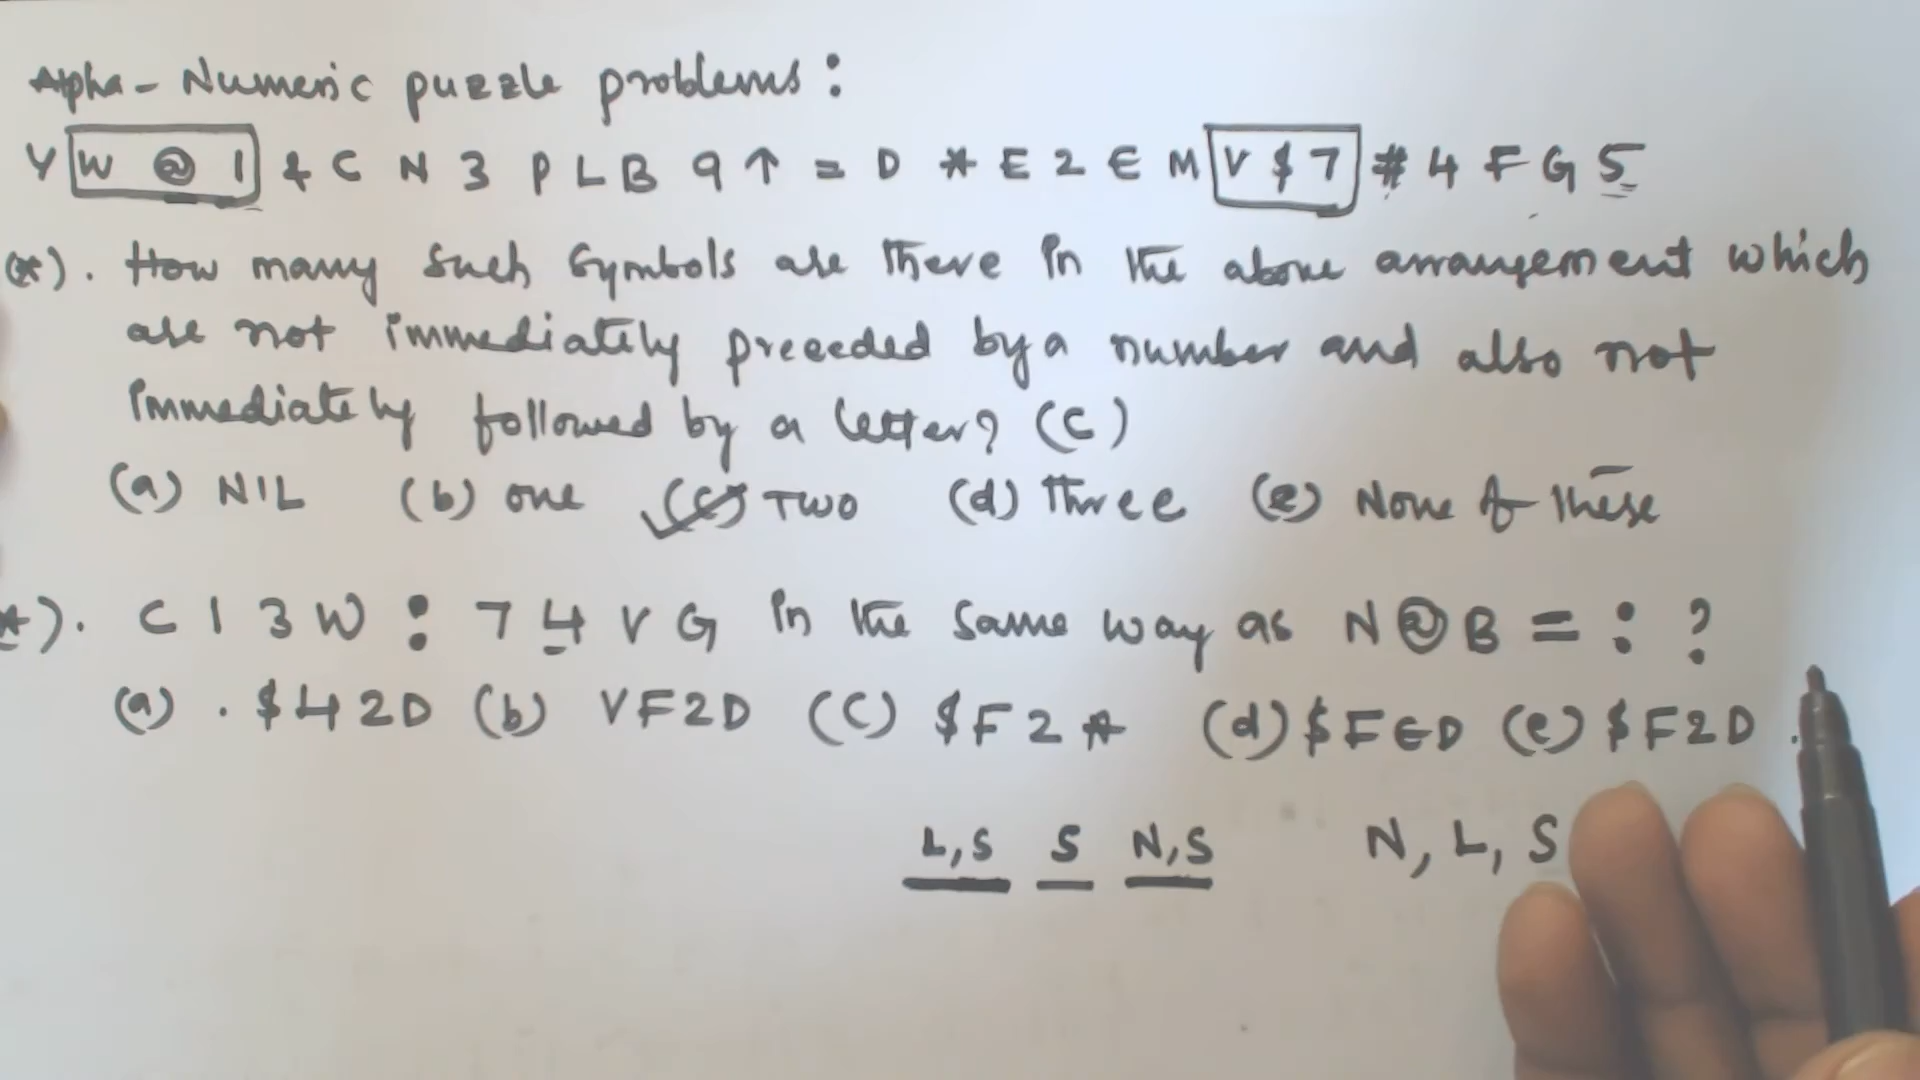 Alpha - Numeric puzzle problems :
Y W @ 1 & C N 3 P L B 9 ↑ = D * E 2 € M V $ 7 # 4 F G 5
(*). How many such symbols are there in the above arrangement which
are not immediately preceded by a number and also not
immediately followed by a letter? (C)
(a) NIL (b) one (c) TWO (d) three (e) None of these
*). C 1 3 W : 7 4 V G in the same way as N @ B = : ?
(a) . $ 4 2 D (b) V F 2 D (C) $ F 2 * (d) $ F € D (e) $ F 2 D .
L,S S N,S N, L, S